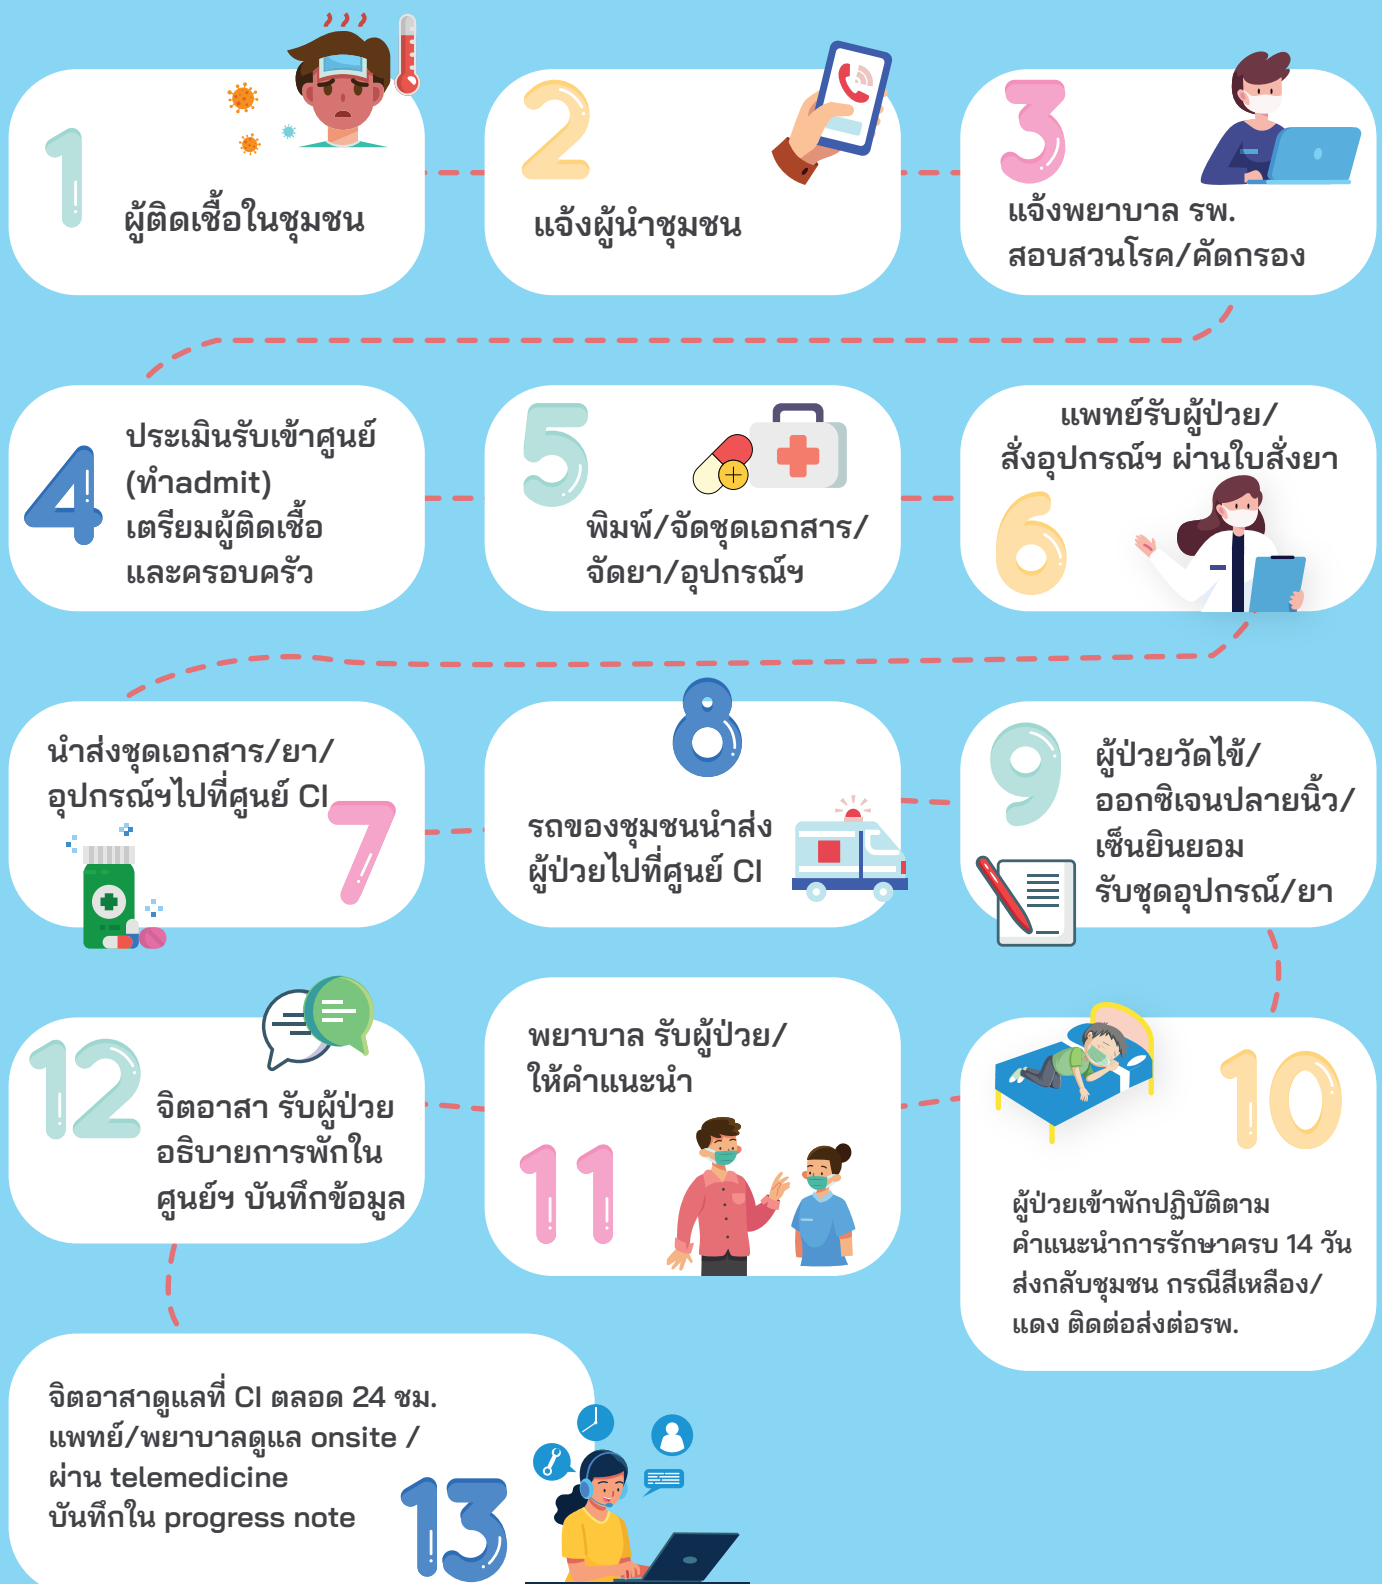 1
ผู้ติดเชื้อในชุมชน
2
แจ้งผู้นำชุมชน
3
แจ้งพยาบาล รพ.
สอบสวนโรค/คัดกรอง
4
ประเมินรับเข้าศูนย์
(ทำadmit)
เตรียมผู้ติดเชื้อ
และครอบครัว
5
พิมพ์/จัดชุดเอกสาร/
จัดยา/อุปกรณ์ฯ
แพทย์รับผู้ป่วย/
สั่งอุปกรณ์ฯ ผ่านใบสั่งยา
6
นำส่งชุดเอกสาร/ยา/
อุปกรณ์ฯไปที่ศูนย์ CI
7
8
รถของชุมชนนำส่ง
ผู้ป่วยไปที่ศูนย์ CI
9
ผู้ป่วยวัดไข้/
ออกซิเจนปลายนิ้ว/
เซ็นยินยอม
รับชุดอุปกรณ์/ยา
10
ผู้ป่วยเข้าพักปฏิบัติตาม
คำแนะนำการรักษาครบ 14 วัน
ส่งกลับชุมชน กรณีสีเหลือง/
แดง ติดต่อส่งต่อรพ.
พยาบาล รับผู้ป่วย/
ให้คำแนะนำ
11
12
จิตอาสา รับผู้ป่วย
อธิบายการพักใน
ศูนย์ฯ บันทึกข้อมูล
จิตอาสาดูแลที่ CI ตลอด 24 ชม.
แพทย์/พยาบาลดูแล onsite /
ผ่าน telemedicine
บันทึกใน progress note
13